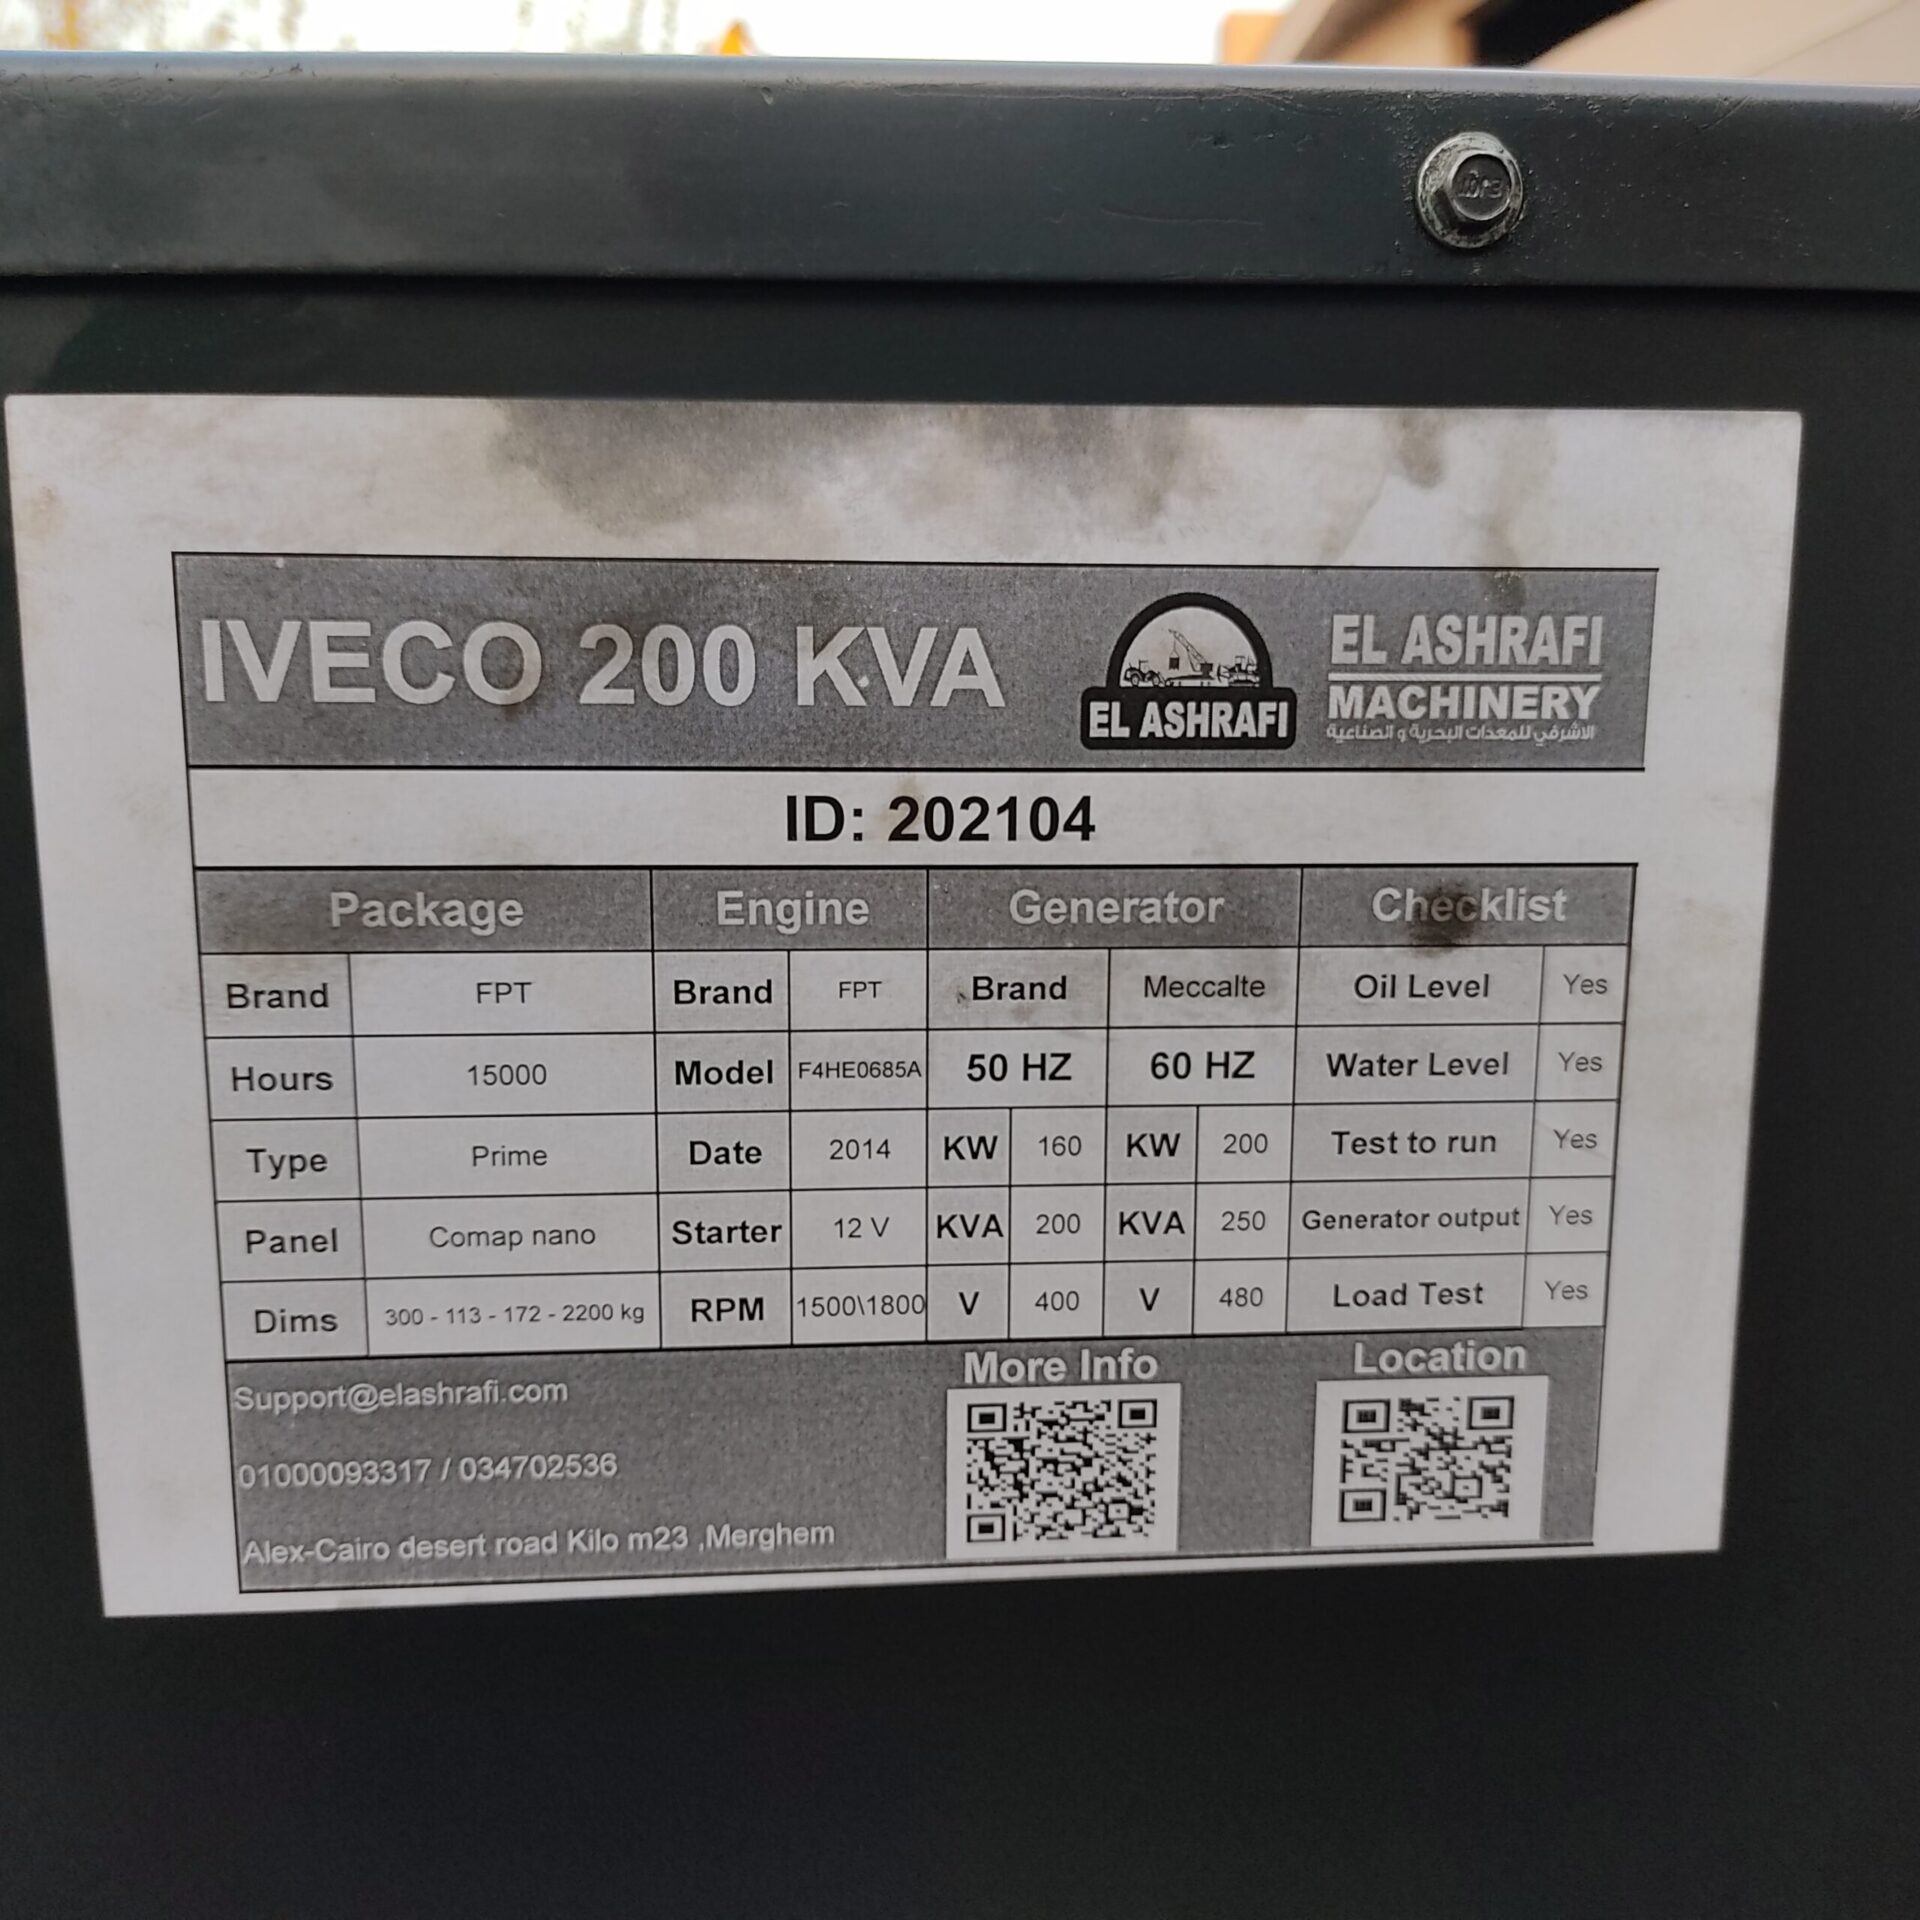 IVECO 200 KVA
EL ASHRAFI
EL ASHRAFI
MACHINERY
الاشرفي للمعدات البحرية و الصناعية
ID: 202104
Package Engine Generator Checklist
Brand FPT Brand FPT Brand Meccalte Oil Level Yes
Hours 15000 Model F4HE0685A 50 HZ 60 HZ Water Level Yes
Type Prime Date 2014 KW 160 KW 200 Test to run Yes
Panel Comap nano Starter 12 V KVA 200 KVA 250 Generator output Yes
Dims 300 - 113 - 172 - 2200 kg RPM 1500\1800 V 400 V 480 Load Test Yes
More Info Location
Support@elashrafi.com
01000093317 / 034702536
Alex-Cairo desert road Kilo m23 ,Merghem